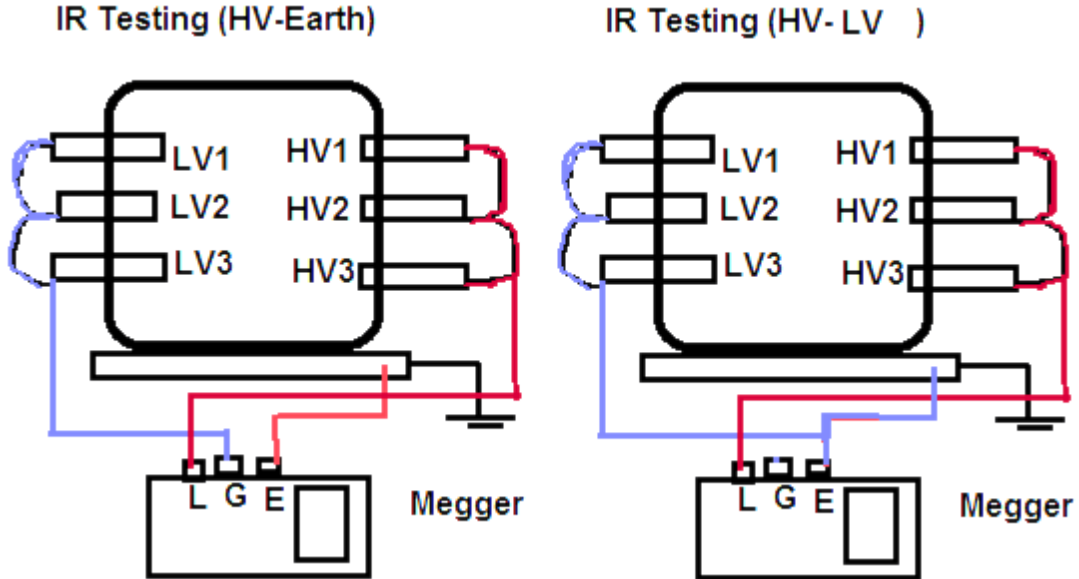 IR Testing (HV-Earth)
LV1
HV1
LV2
HV2
LV3
HV3
L G E
Megger
IR Testing (HV- LV )
LV1
HV1
LV2
HV2
LV3
HV3
L G E
Megger